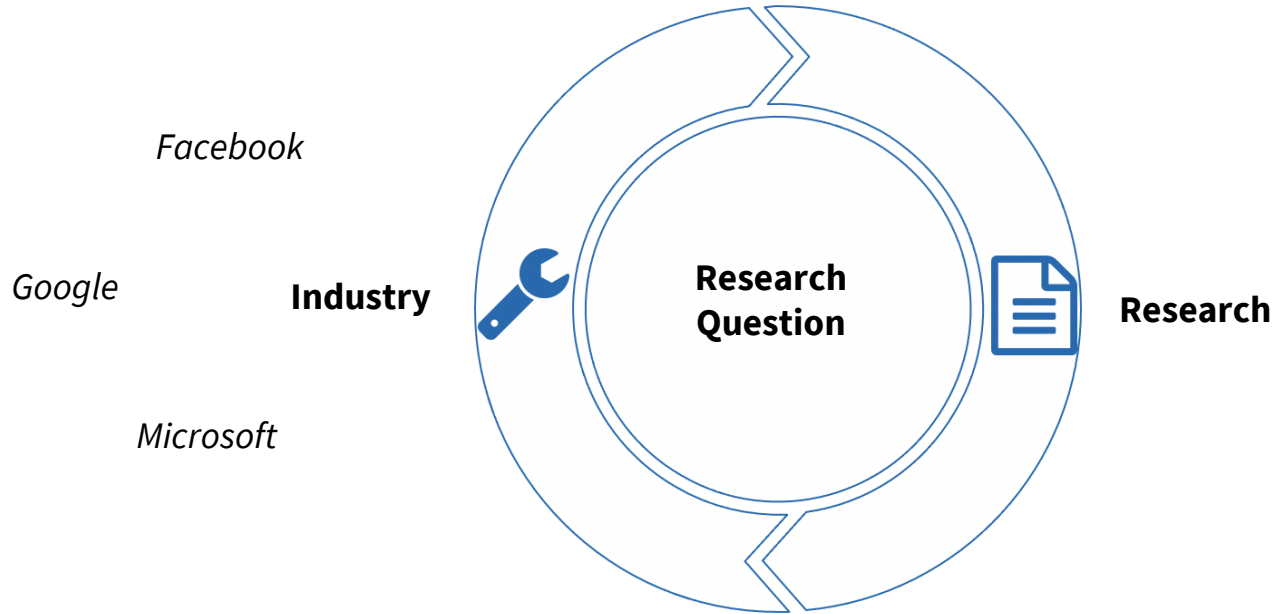 Facebook
Google
Industry
Research
Question
Research
Microsoft